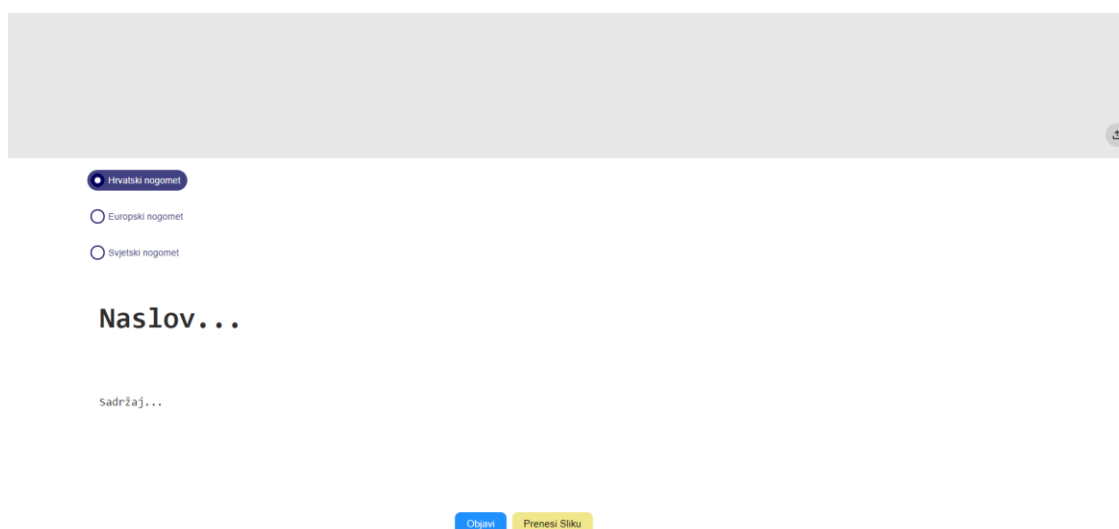 Hrvatski nogomet
Europski nogomet
Svjetski nogomet
Naslov...
Sadržaj...
Objavi Prenesi Sliku